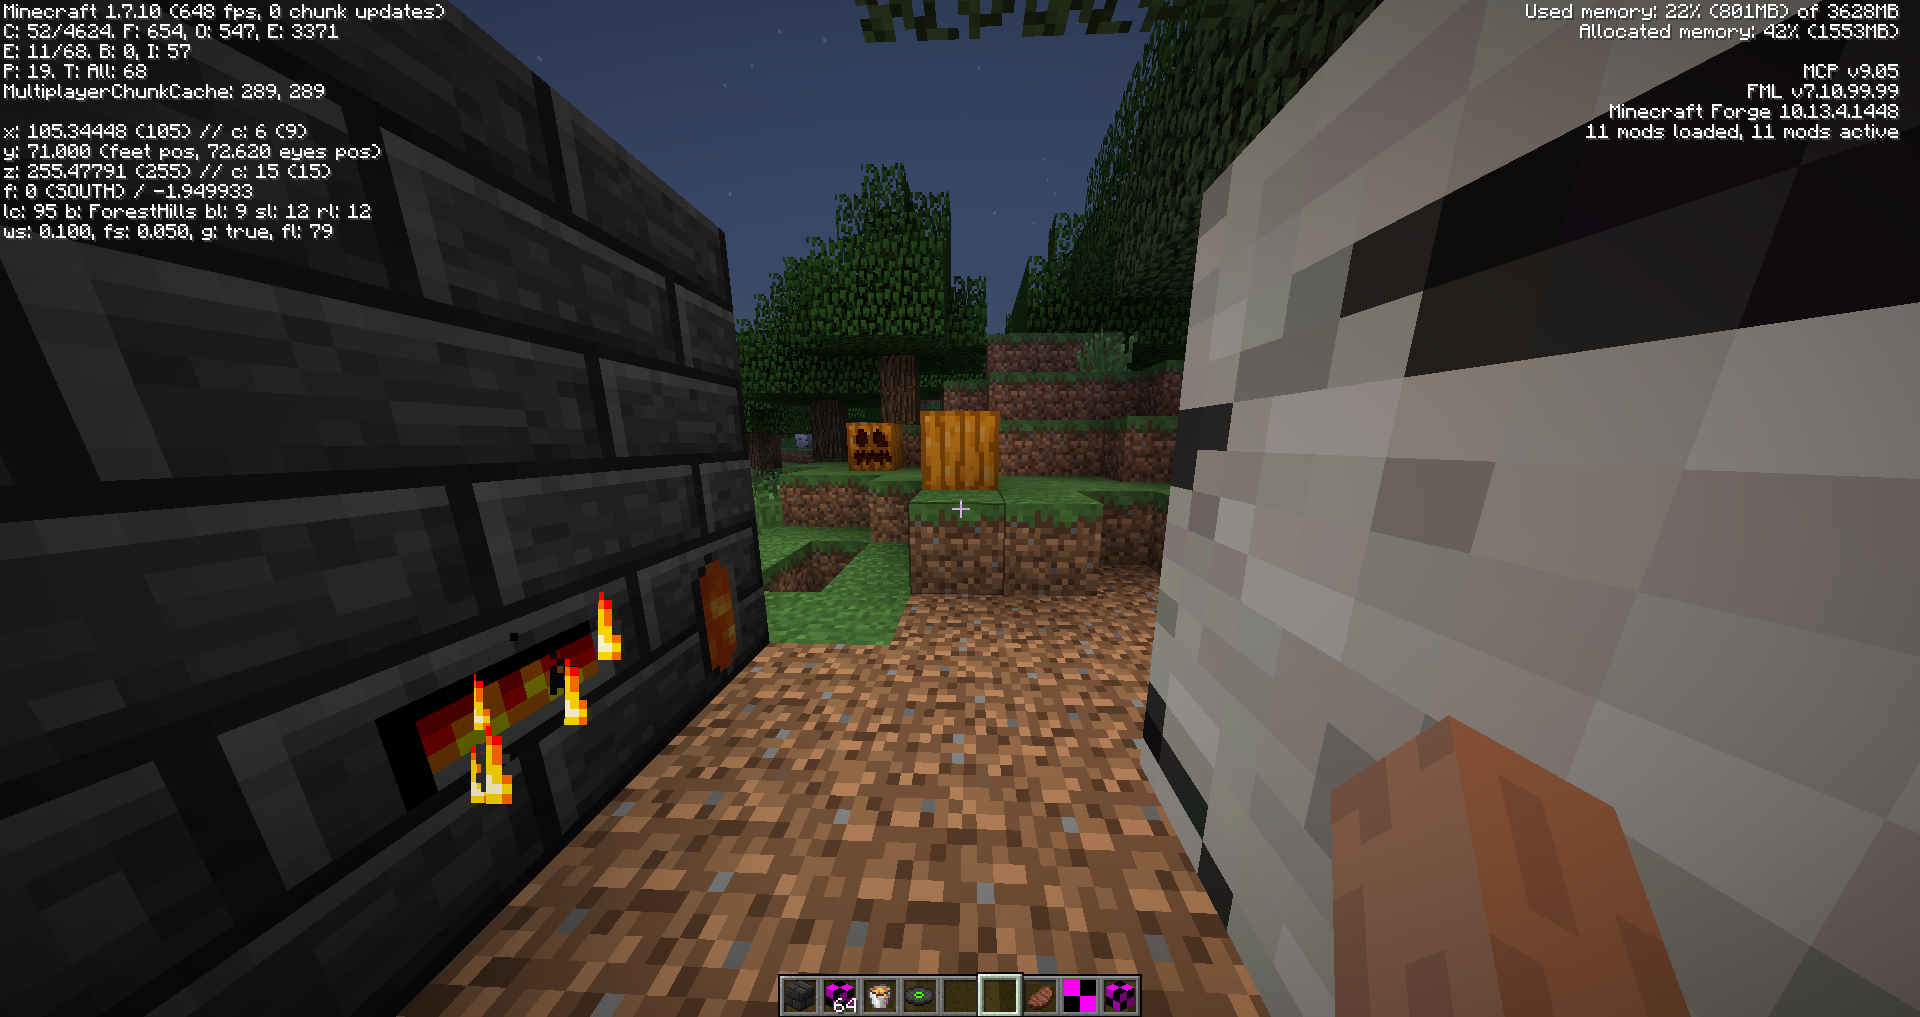 Minecraft 1.7.10 (648 fps, 0 chunk updates)
C: 52/4624. F: 654, O: 547, E: 3371
E: 11/68. B: 0, I: 57
P: 19. T: All: 68
MultiplayerChunkCache: 289, 289
x: 105.34448 (105) // c: 6 (9)
y: 71.000 (feet pos, 72.620 eyes pos)
z: 255.47791 (255) // c: 15 (15)
f: 0 (SOUTH) / -1.949933
lc: 95 b: ForestHills bl: 9 sl: 12 rl: 12
ws: 0.100, fs: 0.050, g: true, fl: 79
Used memory: 22% (801MB) of 3628MB
Allocated memory: 42% (1553MB)
MCP v9.05
FML v7.10.99.99
Minecraft Forge 10.13.4.1448
11 mods loaded, 11 mods active
64